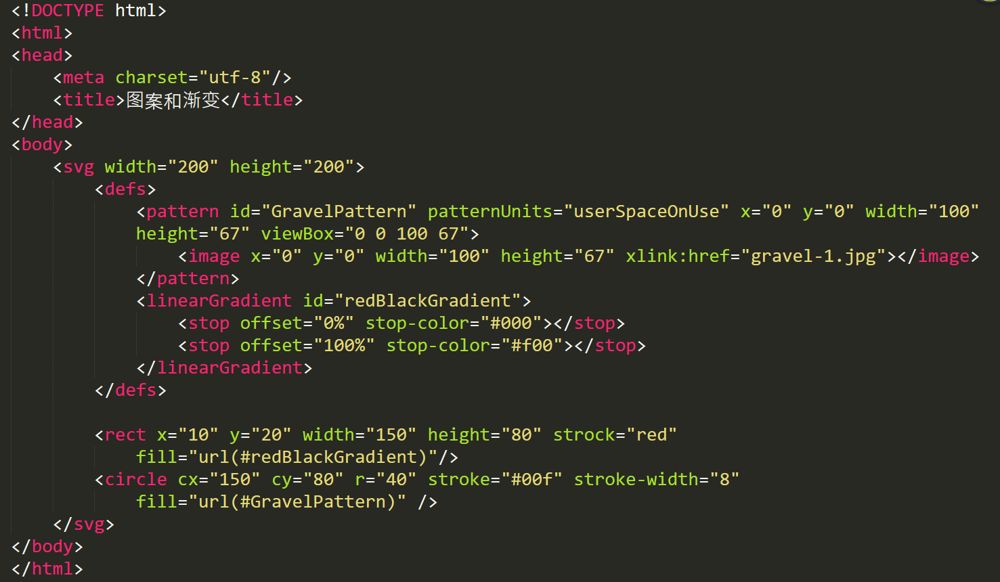 <!DOCTYPE html>
<html>
<head>
    <meta charset="utf-8"/>
    <title>图案和渐变</title>
</head>
<body>
    <svg width="200" height="200">
        <defs>
            <pattern id="GravelPattern" patternUnits="userSpaceOnUse" x="0" y="0" width="100"
            height="67" viewBox="0 0 100 67">
                <image x="0" y="0" width="100" height="67" xlink:href="gravel-1.jpg"></image>
            </pattern>
            <linearGradient id="redBlackGradient">
                <stop offset="0%" stop-color="#000"></stop>
                <stop offset="100%" stop-color="#f00"></stop>
            </linearGradient>
        </defs>

        <rect x="10" y="20" width="150" height="80" strock="red"
            fill="url(#redBlackGradient)"/>
        <circle cx="150" cy="80" r="40" stroke="#00f" stroke-width="8"
            fill="url(#GravelPattern)" />
    </svg>
</body>
</html>